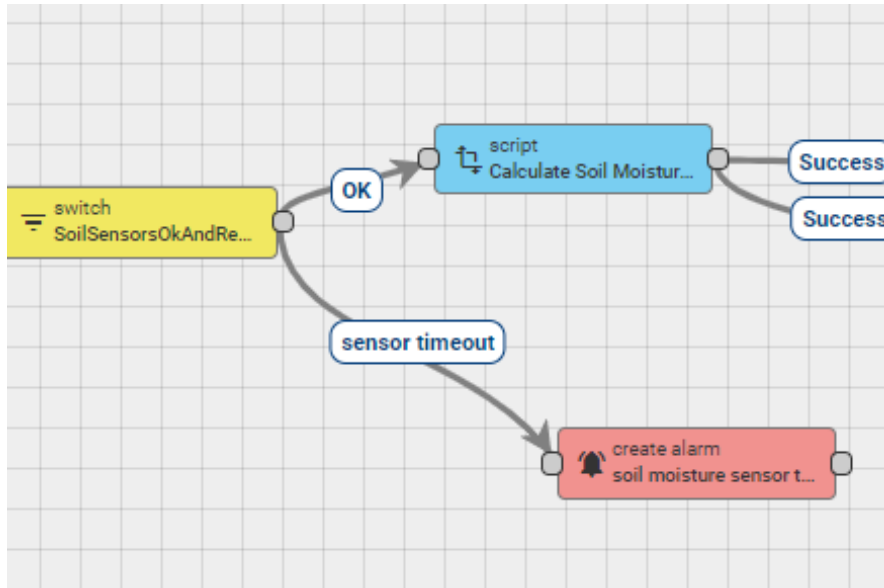 script
Calculate Soil Moistur...
Success
OK
switch
SoilSensorsOkAndRe...
Success
sensor timeout
create alarm
soil moisture sensor t...